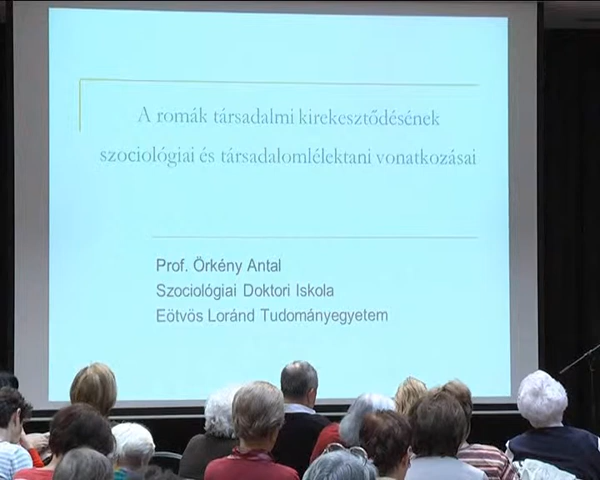 A romák társadalmi kirekesztődésének
szociológiai és társadalomlélektani vonatkozásai
Prof. Örkény Antal
Szociológiai Doktori Iskola
Eötvös Loránd Tudományegyetem